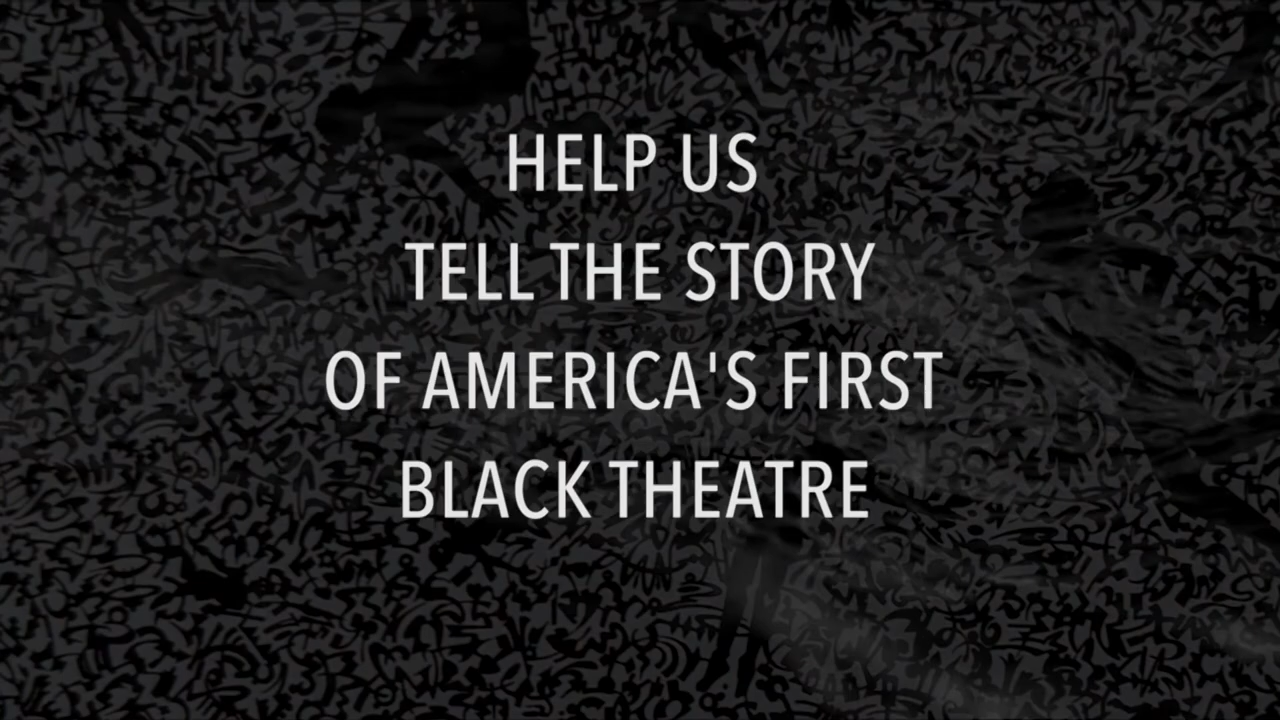 HELP US
TELL THE STORY
OF AMERICA'S FIRST
BLACK THEATRE